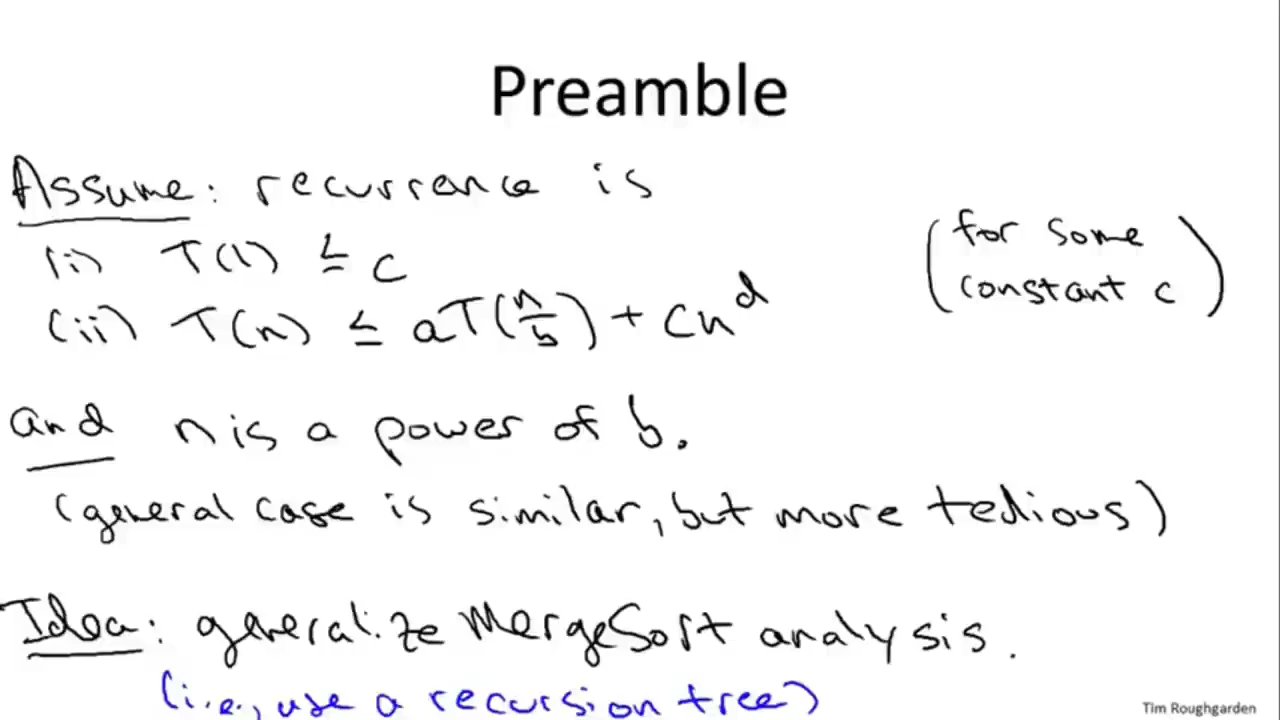 Preamble
Assume: recurrence is
(i) T(1) ≤ c
(for some constant c)
(ii) T(n) ≤ aT(n/b) + cn^d
and n is a power of b.
(general case is similar, but more tedious)
Idea: generalize MergeSort analysis.
(i.e., use a recursion tree)
Tim Roughgarden